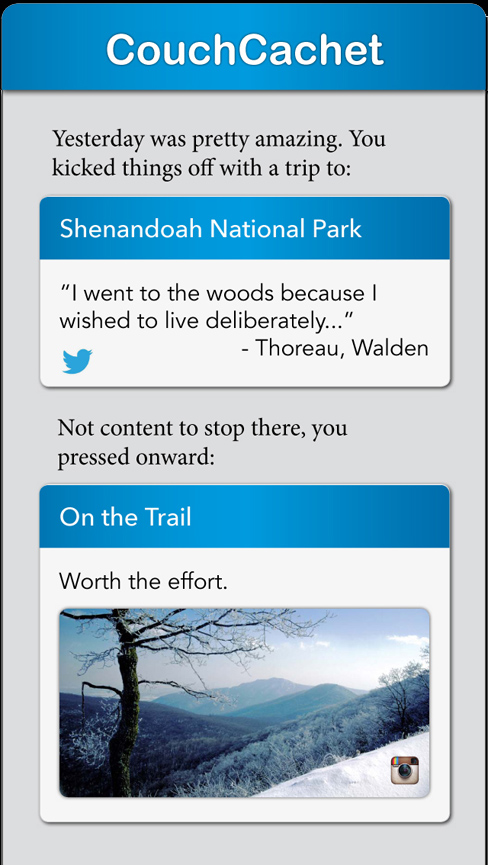 CouchCachet
Yesterday was pretty amazing. You
kicked things off with a trip to:
Shenandoah National Park
“I went to the woods because I
wished to live deliberately...”
- Thoreau, Walden
Not content to stop there, you
pressed onward:
On the Trail
Worth the effort.